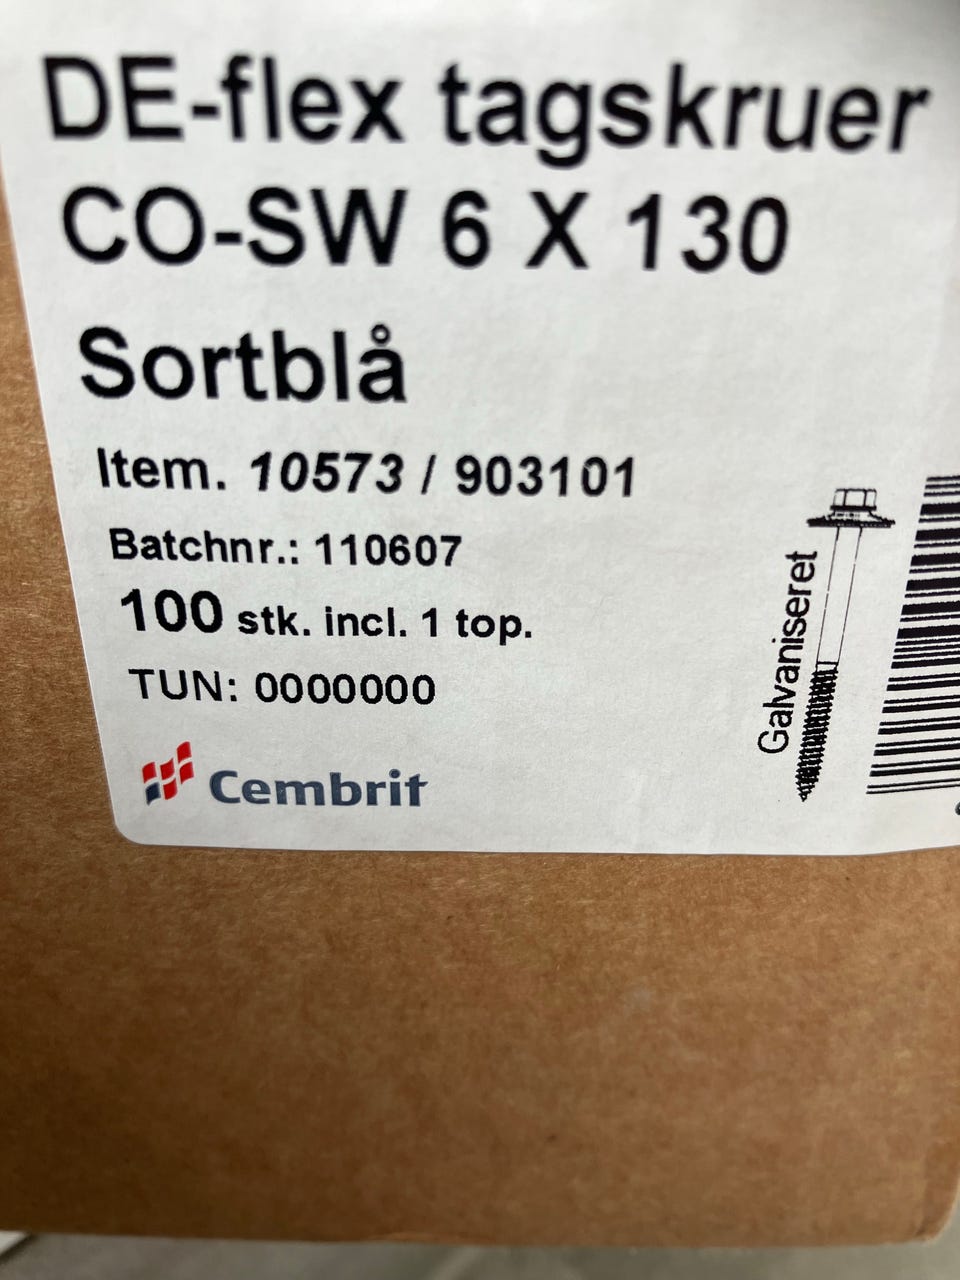 DE-flex tagskruer
CO-SW 6 X 130
Sortblå
Item. 10573 / 903101
Batchnr.: 110607
100 stk. incl. 1 top.
TUN: 0000000
Galvaniseret
Cembrit